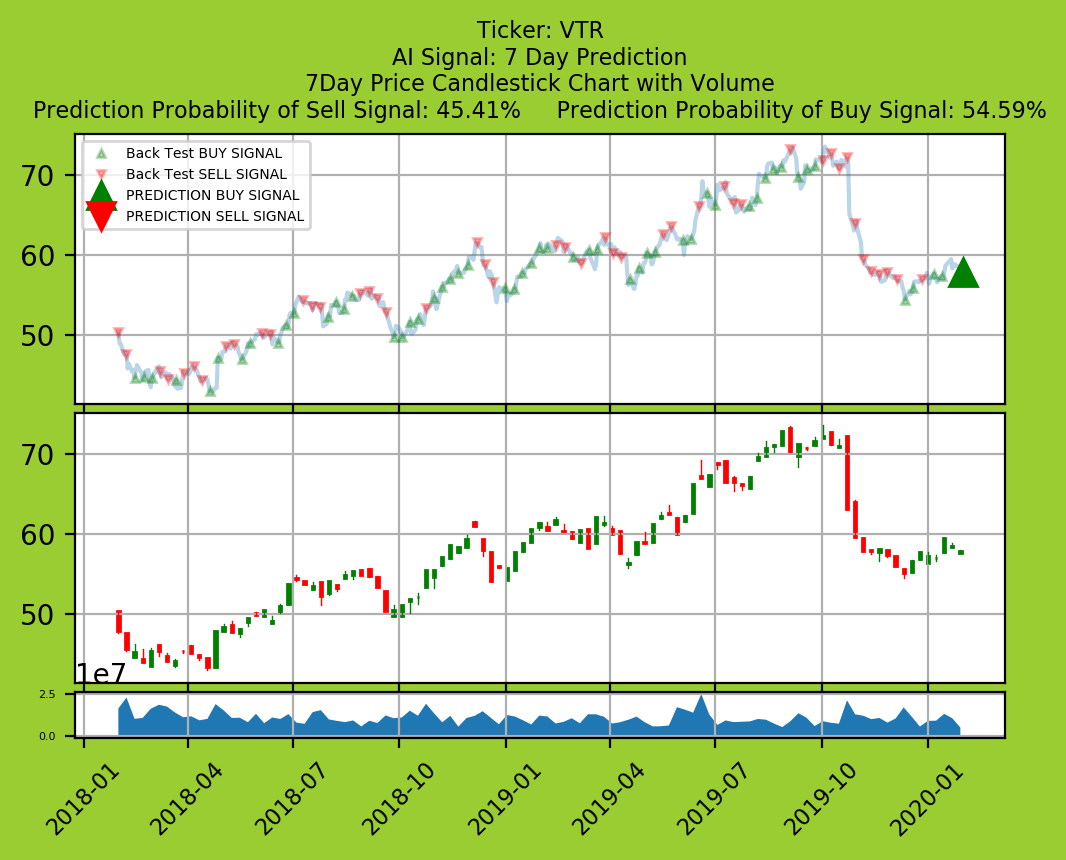 Ticker: VTR
AI Signal: 7 Day Prediction
7Day Price Candlestick Chart with Volume
Prediction Probability of Sell Signal: 45.41% Prediction Probability of Buy Signal: 54.59%
Back Test BUY SIGNAL
Back Test SELL SIGNAL
PREDICTION BUY SIGNAL
PREDICTION SELL SIGNAL
70
60
50
70
60
50
1e7
2.5
0.0
2018-01 2018-04 2018-07 2018-10 2019-01 2019-04 2019-07 2019-10 2020-01